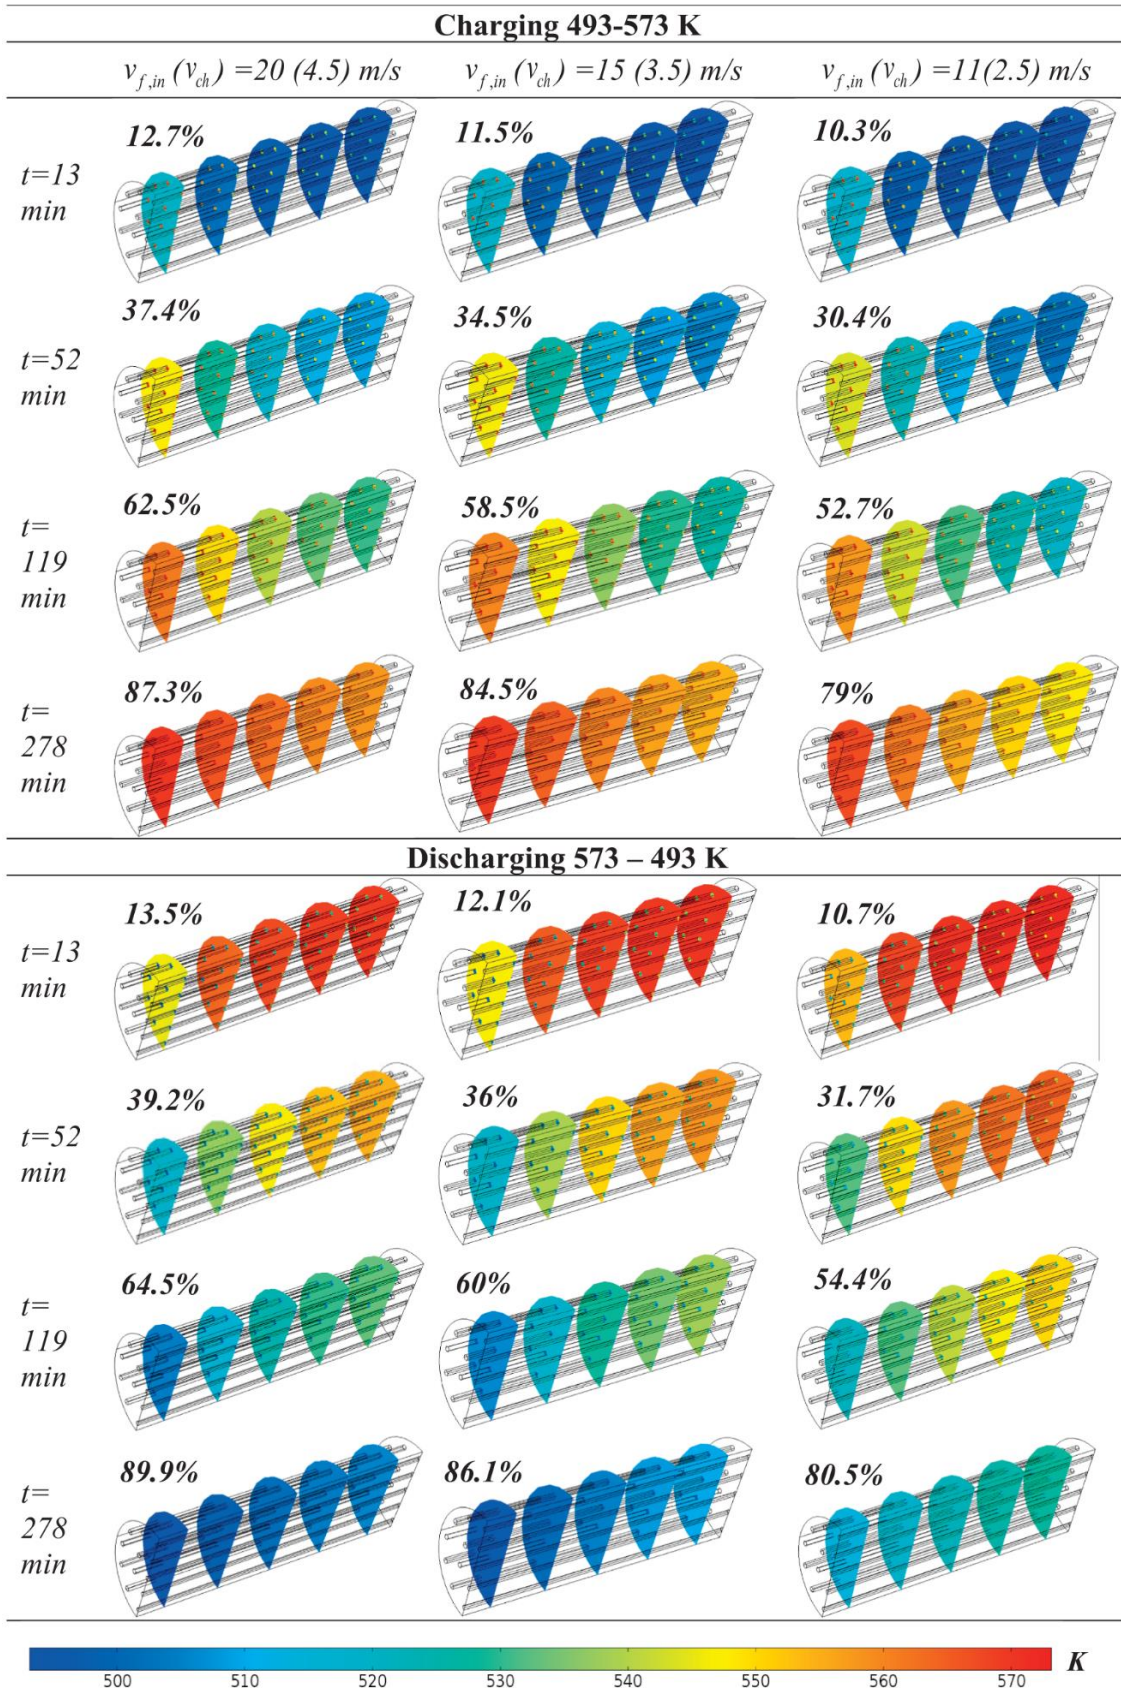 Charging 493-573 K
v_f,in (v_ch) =20 (4.5) m/s v_f,in (v_ch) =15 (3.5) m/s v_f,in (v_ch) =11(2.5) m/s
12.7% 11.5% 10.3%
t=13
min
37.4% 34.5% 30.4%
t=52
min
62.5% 58.5% 52.7%
t=
119
min
87.3% 84.5% 79%
t=
278
min
Discharging 573 – 493 K
13.5% 12.1% 10.7%
t=13
min
39.2% 36% 31.7%
t=52
min
64.5% 60% 54.4%
t=
119
min
89.9% 86.1% 80.5%
t=
278
min
500 510 520 530 540 550 560 570 K